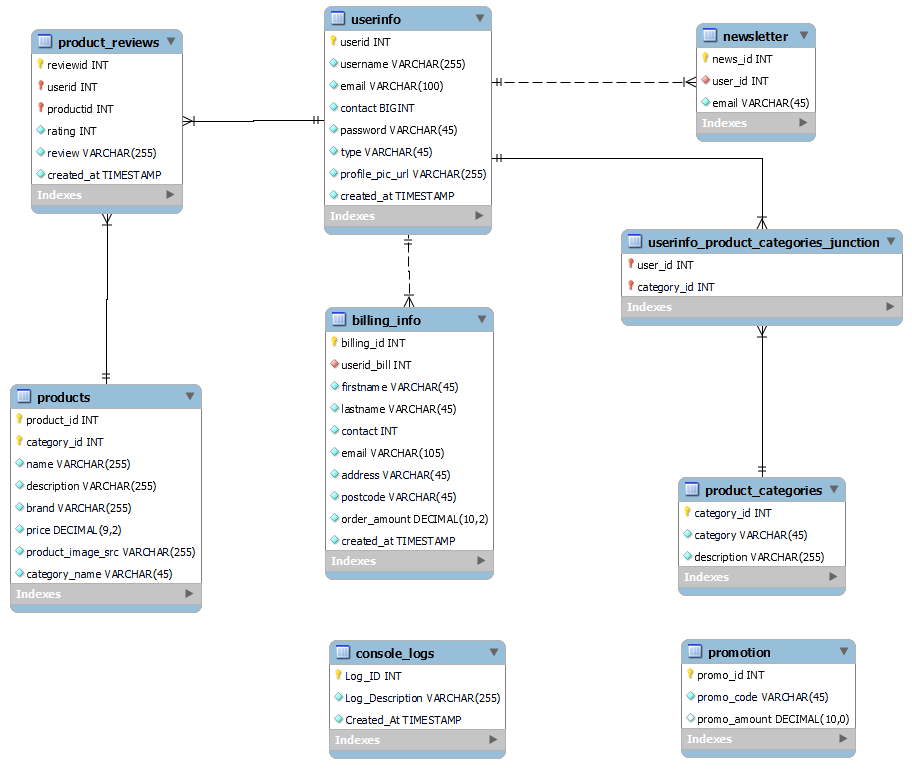 product_reviews
reviewid INT
userid INT
productid INT
rating INT
review VARCHAR(255)
created_at TIMESTAMP
Indexes
userinfo
userid INT
username VARCHAR(255)
email VARCHAR(100)
contact BIGINT
password VARCHAR(45)
type VARCHAR(45)
profile_pic_url VARCHAR(255)
created_at TIMESTAMP
Indexes
newsletter
news_id INT
user_id INT
email VARCHAR(45)
Indexes
userinfo_product_categories_junction
user_id INT
category_id INT
Indexes
billing_info
billing_id INT
userid_bill INT
firstname VARCHAR(45)
lastname VARCHAR(45)
contact INT
email VARCHAR(105)
address VARCHAR(45)
postcode VARCHAR(45)
order_amount DECIMAL(10,2)
created_at TIMESTAMP
Indexes
products
product_id INT
category_id INT
name VARCHAR(255)
description VARCHAR(255)
brand VARCHAR(255)
price DECIMAL(9,2)
product_image_src VARCHAR(255)
category_name VARCHAR(45)
Indexes
product_categories
category_id INT
category VARCHAR(45)
description VARCHAR(255)
Indexes
console_logs
Log_ID INT
Log_Description VARCHAR(255)
Created_At TIMESTAMP
Indexes
promotion
promo_id INT
promo_code VARCHAR(45)
promo_amount DECIMAL(10,0)
Indexes